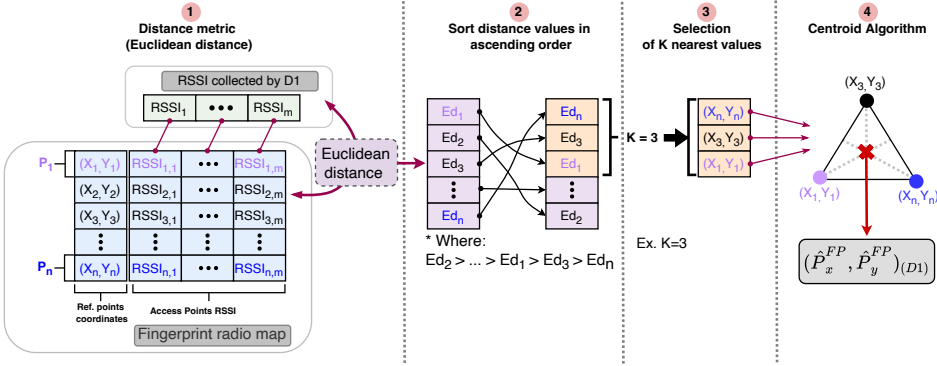 1
Distance metric
(Euclidean distance)
RSSI collected by D1
RSSI₁ ••• RSSIₘ
P₁ (X₁,Y₁) RSSI₁,₁ ••• RSSI₁,ₘ
(X₂,Y₂) RSSI₂,₁ ••• RSSI₂,ₘ
(X₃,Y₃) RSSI₃,₁ ••• RSSI₃,ₘ
Pₙ (Xₙ,Yₙ) RSSIₙ,₁ ••• RSSIₙ,ₘ
Ref. points
coordinates
Access Points RSSI
Fingerprint radio map
Euclidean
distance
2
Sort distance values in
ascending order
Ed₁ Edₙ
Ed₂ Ed₃
Ed₃ Ed₁
Edₙ Ed₂
K = 3
* Where:
Ed₂ > ... > Ed₁ > Ed₃ > Edₙ
3
Selection
of K nearest values
(Xₙ,Yₙ)
(X₃,Y₃)
(X₁,Y₁)
Ex. K=3
4
Centroid Algorithm
(X₃,Y₃)
(X₁,Y₁) (Xₙ,Yₙ)
(P̂ₓ^FP, P̂_y^FP)₍D1₎